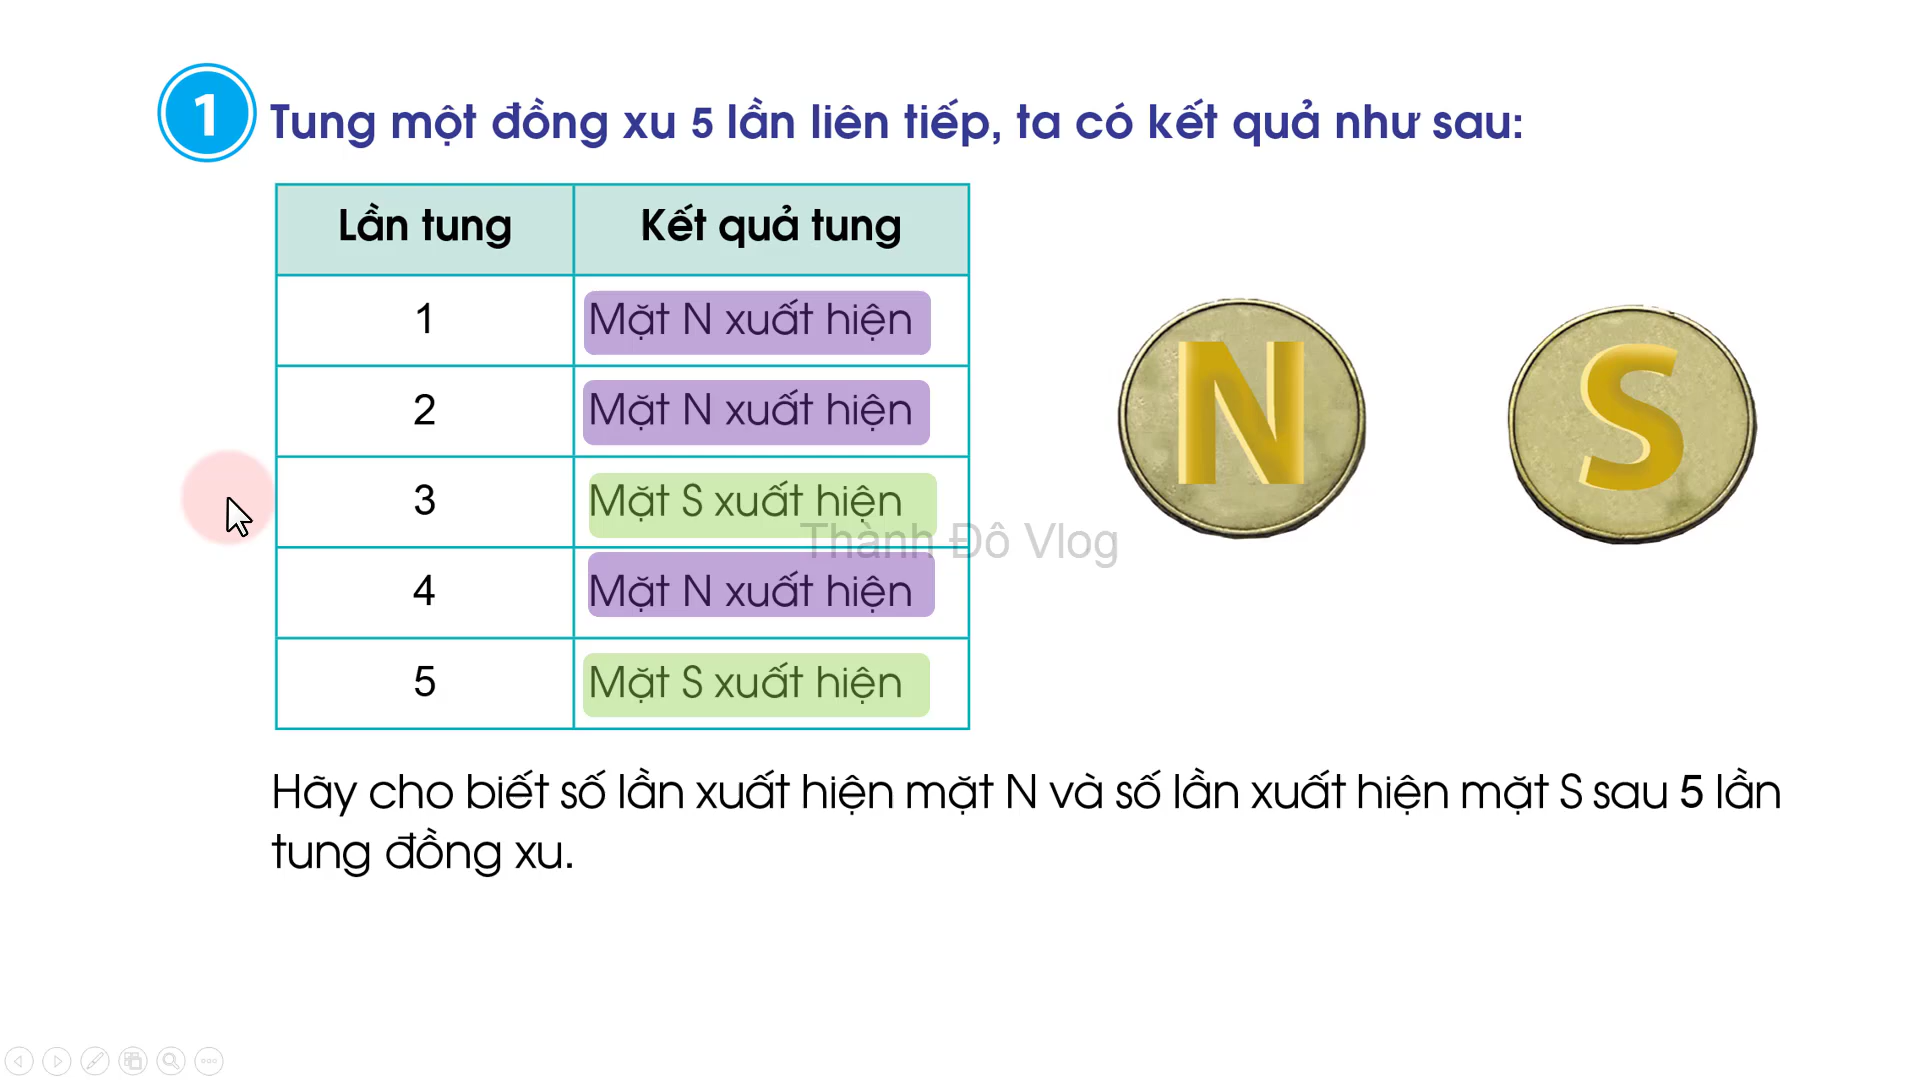 1 Tung một đồng xu 5 lần liên tiếp, ta có kết quả như sau:
Lần tung Kết quả tung
1 Mặt N xuất hiện
2 Mặt N xuất hiện
3 Mặt S xuất hiện
4 Mặt N xuất hiện
5 Mặt S xuất hiện
N S
Thành Đô Vlog
Hãy cho biết số lần xuất hiện mặt N và số lần xuất hiện mặt S sau 5 lần
tung đồng xu.